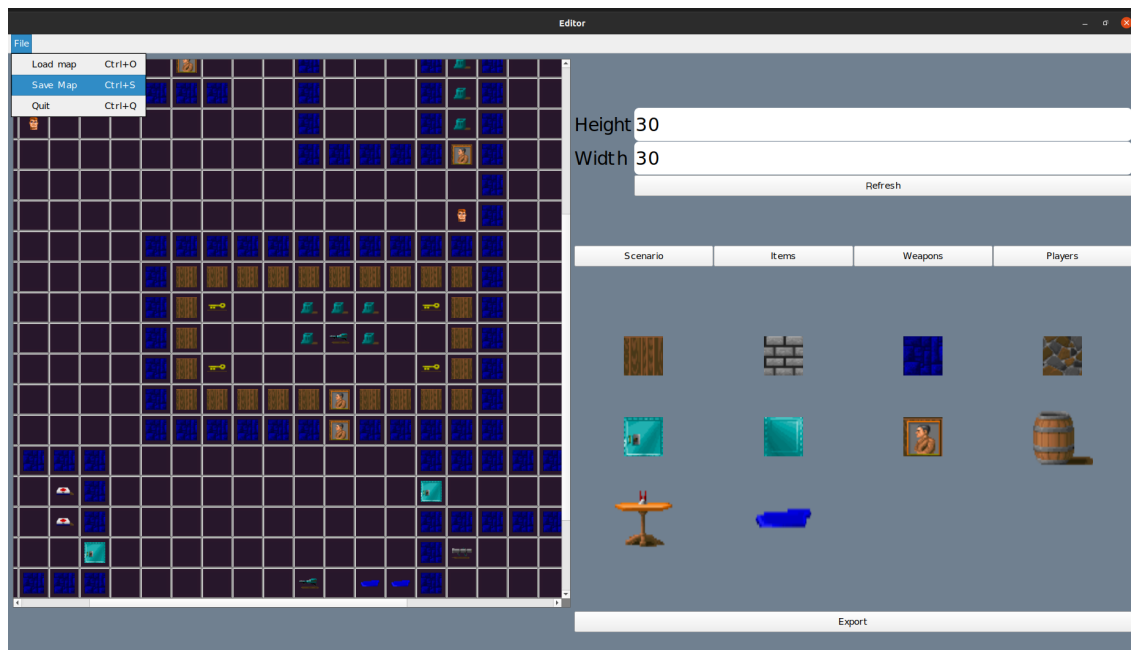 Editor
File
Load map Ctrl+O
Save Map Ctrl+S
Quit Ctrl+Q
Height 30
Width 30
Refresh
Scenario Items Weapons Players
Export